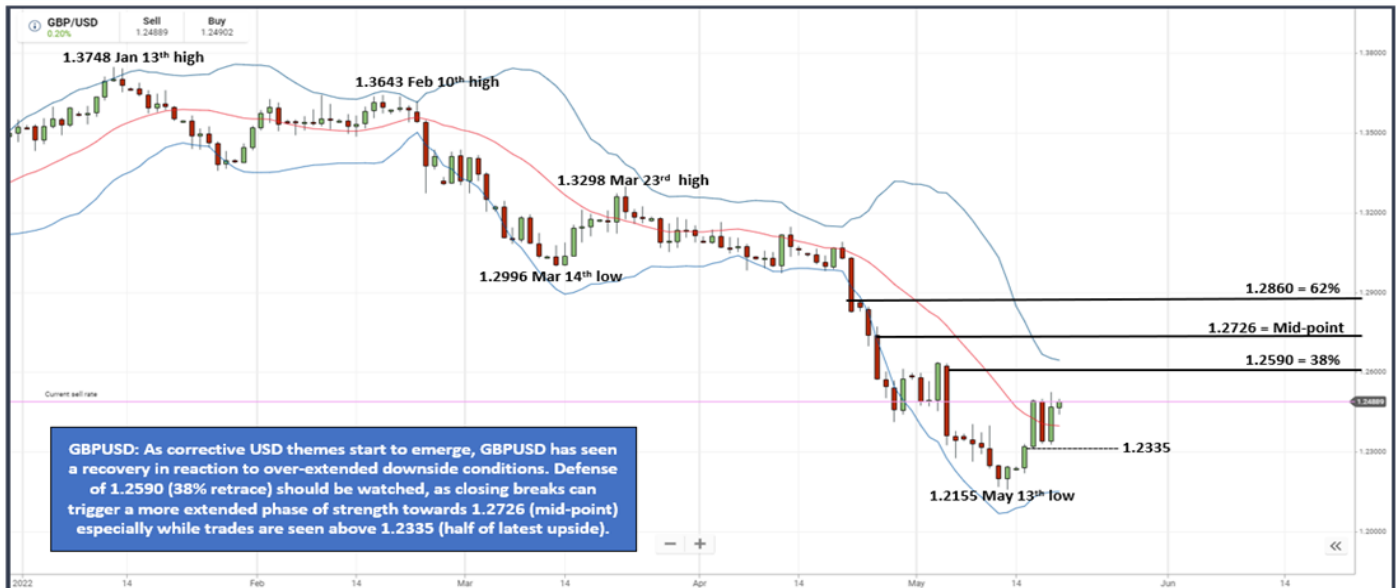 GBP/USD
0.20%
Sell
1.24889
Buy
1.24902
1.3748 Jan 13th high
1.3643 Feb 10th high
1.3298 Mar 23rd high
1.2996 Mar 14th low
1.2860 = 62%
1.2726 = Mid-point
1.2590 = 38%
Current sell rate
1.2335
1.2155 May 13th low
GBPUSD: As corrective USD themes start to emerge, GBPUSD has seen
a recovery in reaction to over-extended downside conditions. Defense
of 1.2590 (38% retrace) should be watched, as closing breaks can
trigger a more extended phase of strength towards 1.2726 (mid-point)
especially while trades are seen above 1.2335 (half of latest upside).
1.38000
1.35000
1.32000
1.29000
1.26000
1.24889
1.23000
1.20000
2022
14
Feb
14
Mar
14
Apr
14
May
14
Jun
14